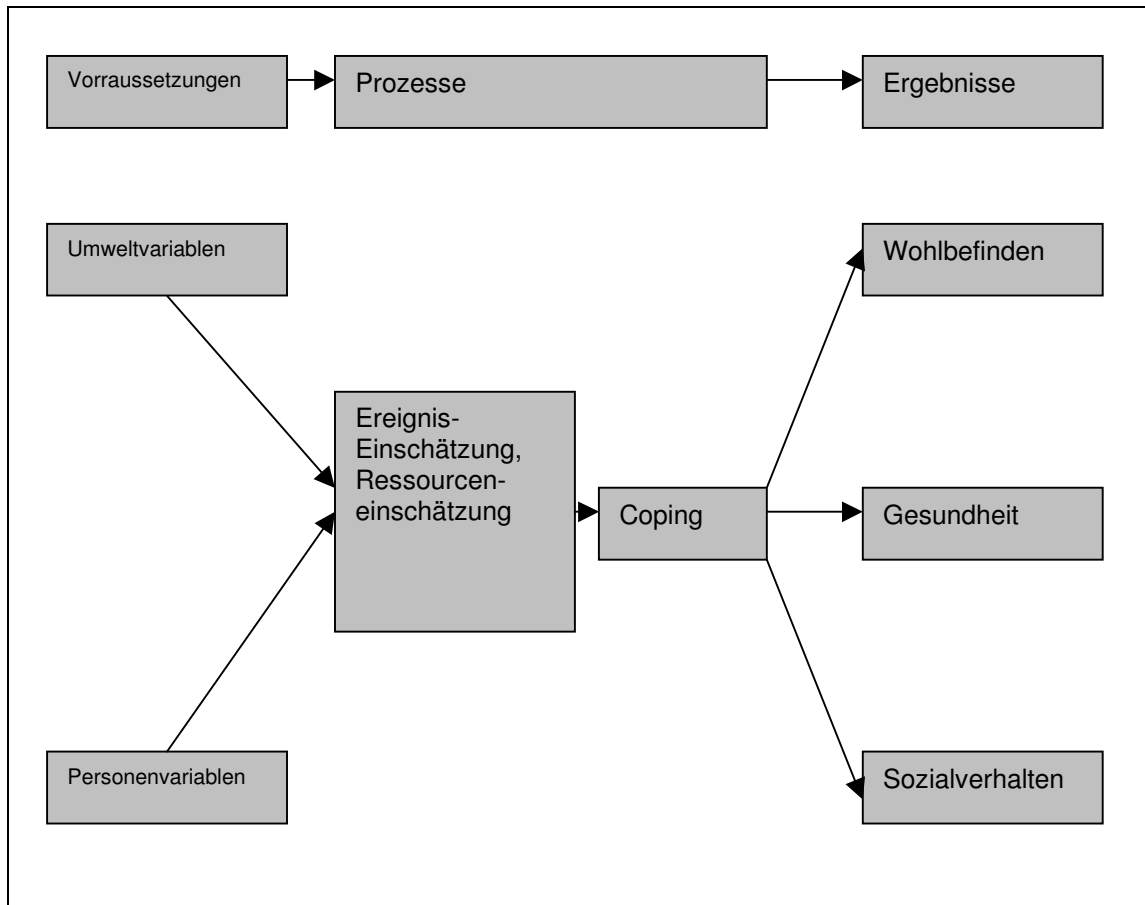 Vorraussetzungen
Prozesse
Ergebnisse
Umweltvariablen
Wohlbefinden
Ereignis-
Einschätzung,
Ressourcen-
einschätzung
Coping
Gesundheit
Personenvariablen
Sozialverhalten